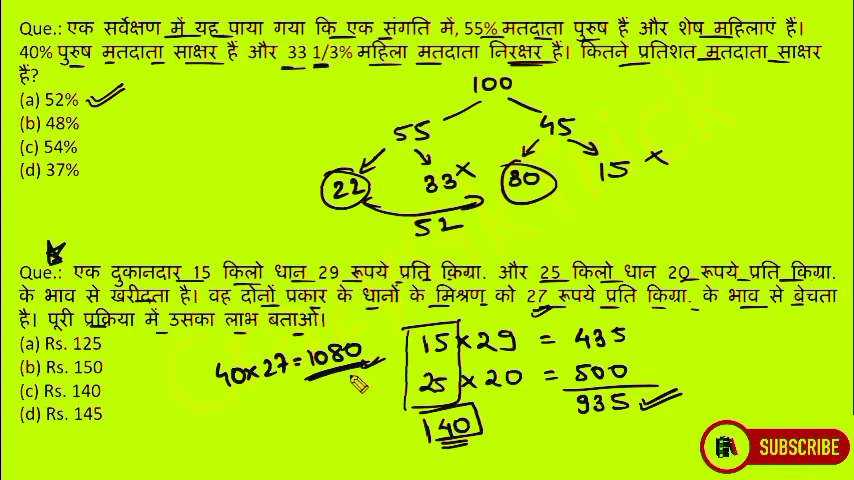 Que.: एक सर्वेक्षण में यह पाया गया कि एक संगति में, 55% मतदाता पुरुष हैं और शेष महिलाएं हैं।
40% पुरुष मतदाता साक्षर हैं और 33 1/3% महिला मतदाता निरक्षर हैं। कितने प्रतिशत मतदाता साक्षर
हैं?
(a) 52%
(b) 48%
(c) 54%
(d) 37%
100
55 45
22 33 x 30 15 x
52
Que.: एक दुकानदार 15 किलो धान 29 रूपये प्रति क़िग्रा. और 25 किलो धान 20 रूपये प्रति किग्रा.
के भाव से खरीदता है। वह दोनों प्रकार के धानों के मिश्रण को 27 रूपये प्रति किग्रा. के भाव से बेचता
है। पूरी प्रक्रिया में उसका लाभ बताओ।
(a) Rs. 125
(b) Rs. 150
(c) Rs. 140
(d) Rs. 145
40x27=1080
15 x 29 = 435
25 x 20 = 500
935
140
SUBSCRIBE